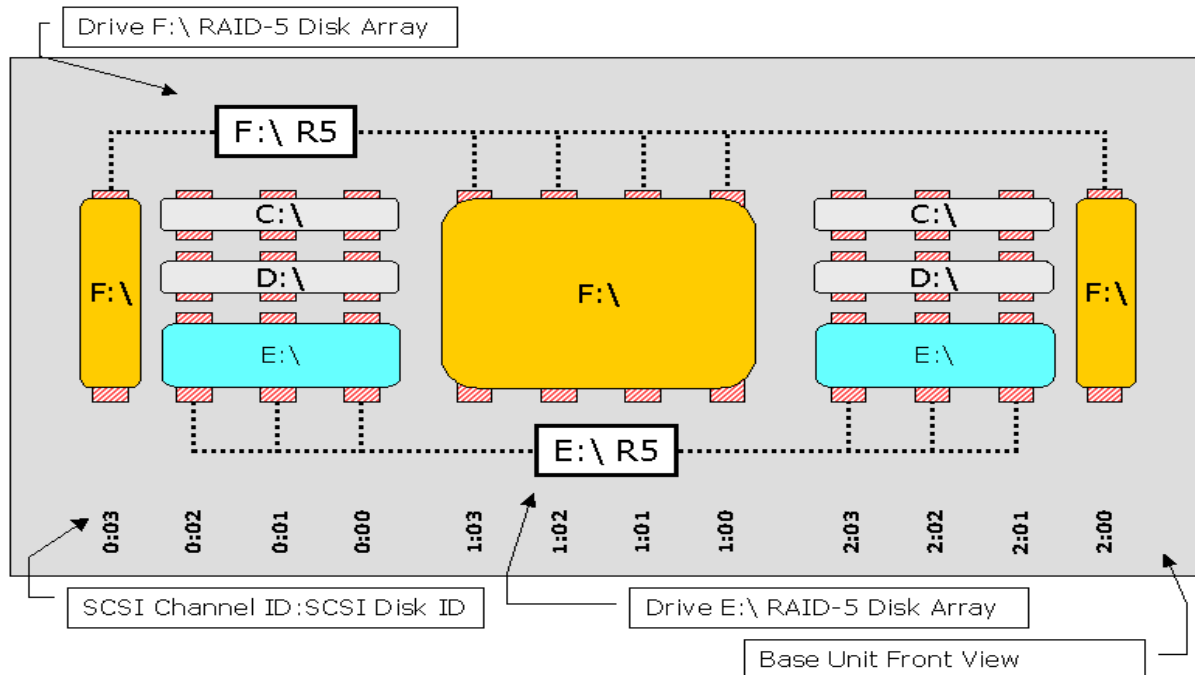 Drive F:\ RAID-5 Disk Array
F:\ R5
C:\
C:\
F:\
D:\
F:\
D:\
F:\
E:\
E:\
E:\ R5
0:03
0:02
0:01
0:00
1:03
1:02
1:01
1:00
2:03
2:02
2:01
2:00
SCSI Channel ID:SCSI Disk ID
Drive E:\ RAID-5 Disk Array
Base Unit Front View